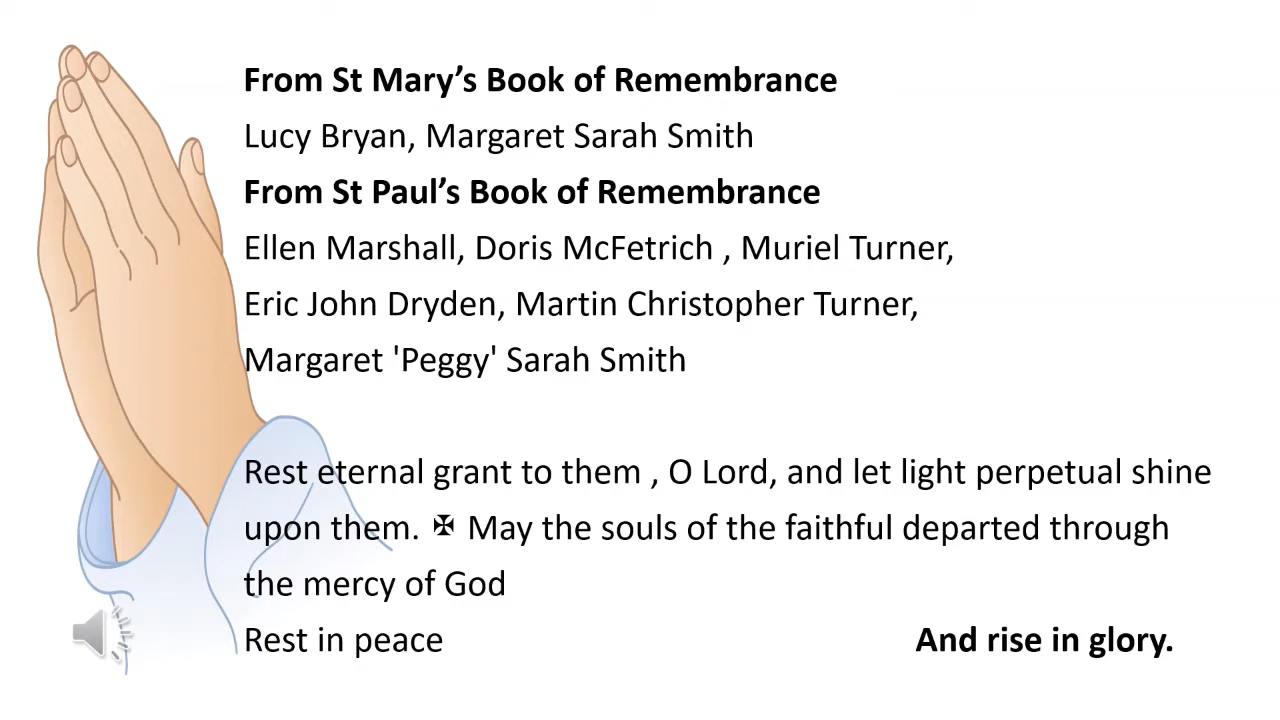 From St Mary’s Book of Remembrance
Lucy Bryan, Margaret Sarah Smith
From St Paul’s Book of Remembrance
Ellen Marshall, Doris McFetrich , Muriel Turner,
Eric John Dryden, Martin Christopher Turner,
Margaret 'Peggy' Sarah Smith
Rest eternal grant to them , O Lord, and let light perpetual shine
upon them. ✠ May the souls of the faithful departed through
the mercy of God
Rest in peace And rise in glory.